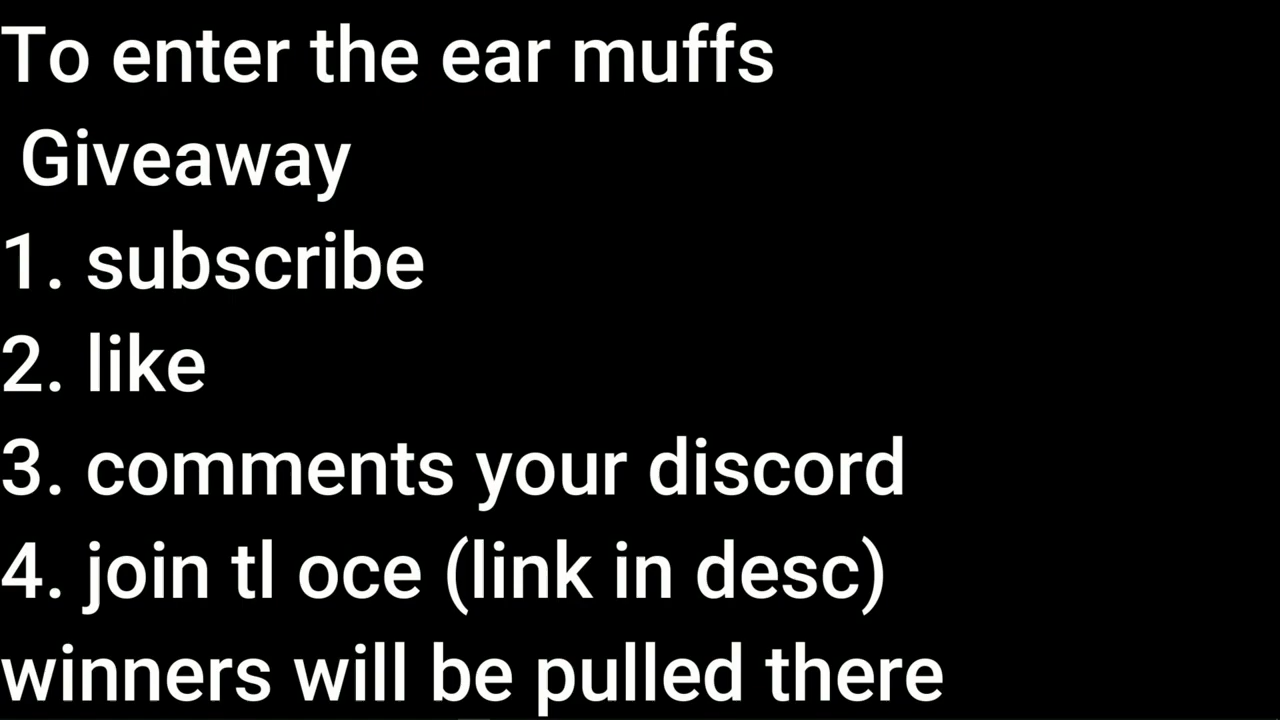 To enter the ear muffs
Giveaway
1. subscribe
2. like
3. comments your discord
4. join tl oce (link in desc)
winners will be pulled there